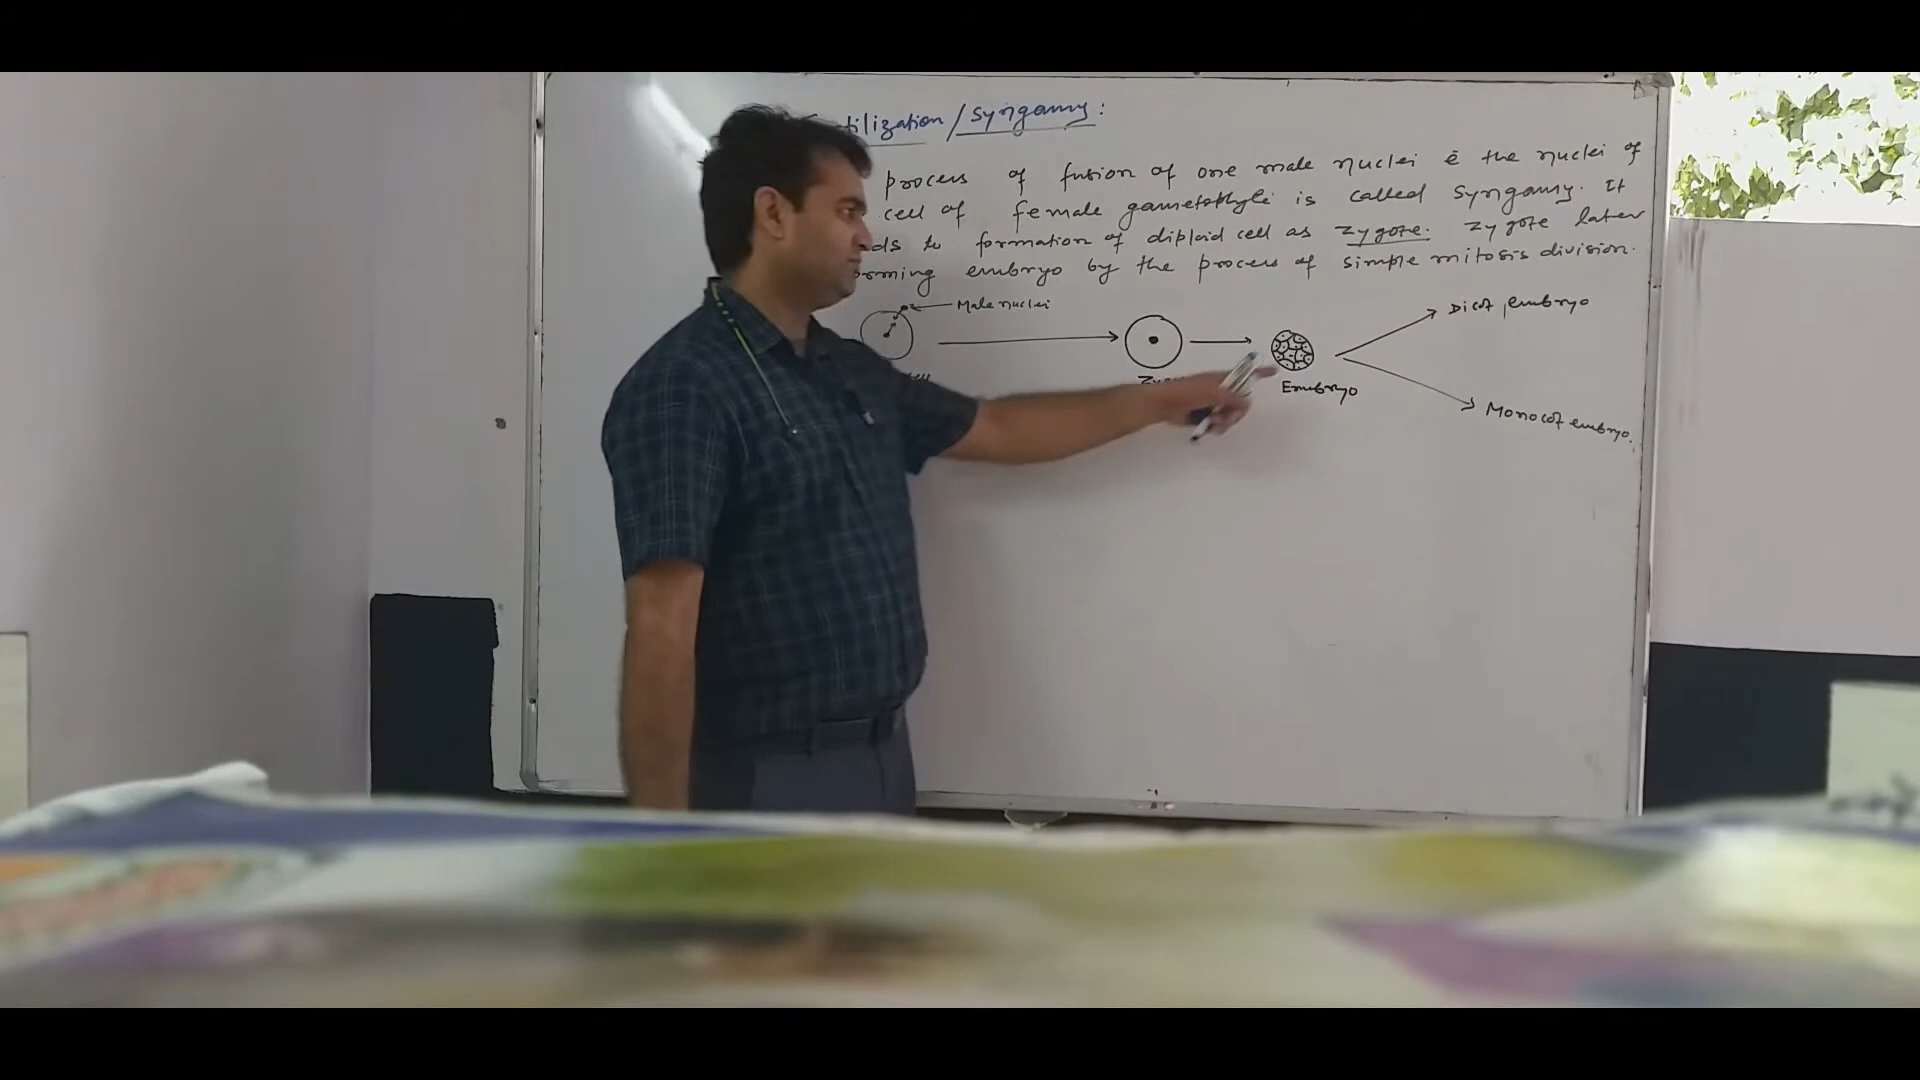 tilization / syngamy :
process of fusion of one male nuclei c̄ the nuclei of
cell of female gametophyte is called syngamy. It
ds to formation of diploid cell as zygote. zygote later
orming embryo by the process of simple mitosis division.
Male nuclei
Dicot embryo
Embryo
Monocot embryo.